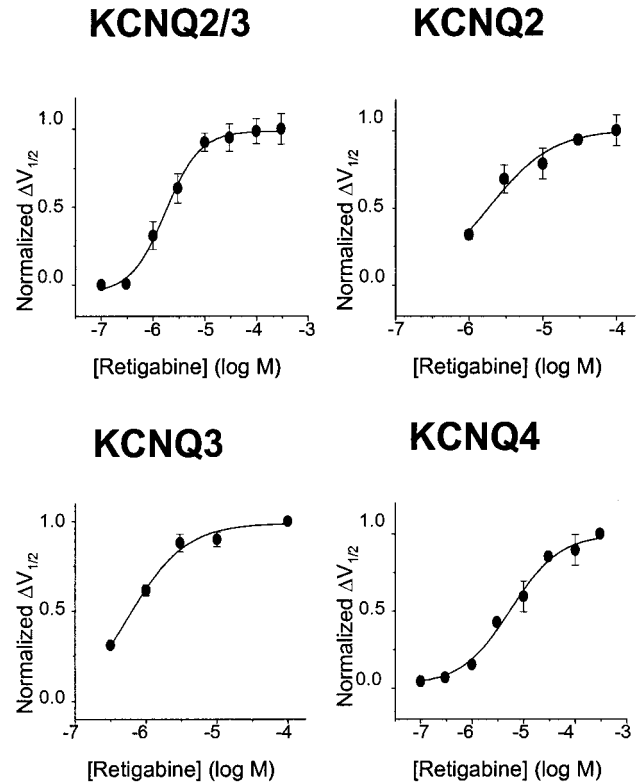 KCNQ2/3
Normalized ΔV1/2
1.0
0.5
0.0
-7 -6 -5 -4 -3
[Retigabine] (log M)
KCNQ2
Normalized ΔV1/2
1.0
0.5
0.0
-7 -6 -5 -4
[Retigabine] (log M)
KCNQ3
Normalized ΔV1/2
1.0
0.5
0.0
-7 -6 -5 -4
[Retigabine] (log M)
KCNQ4
Normalized ΔV1/2
1.0
0.5
0.0
-7 -6 -5 -4 -3
[Retigabine] (log M)